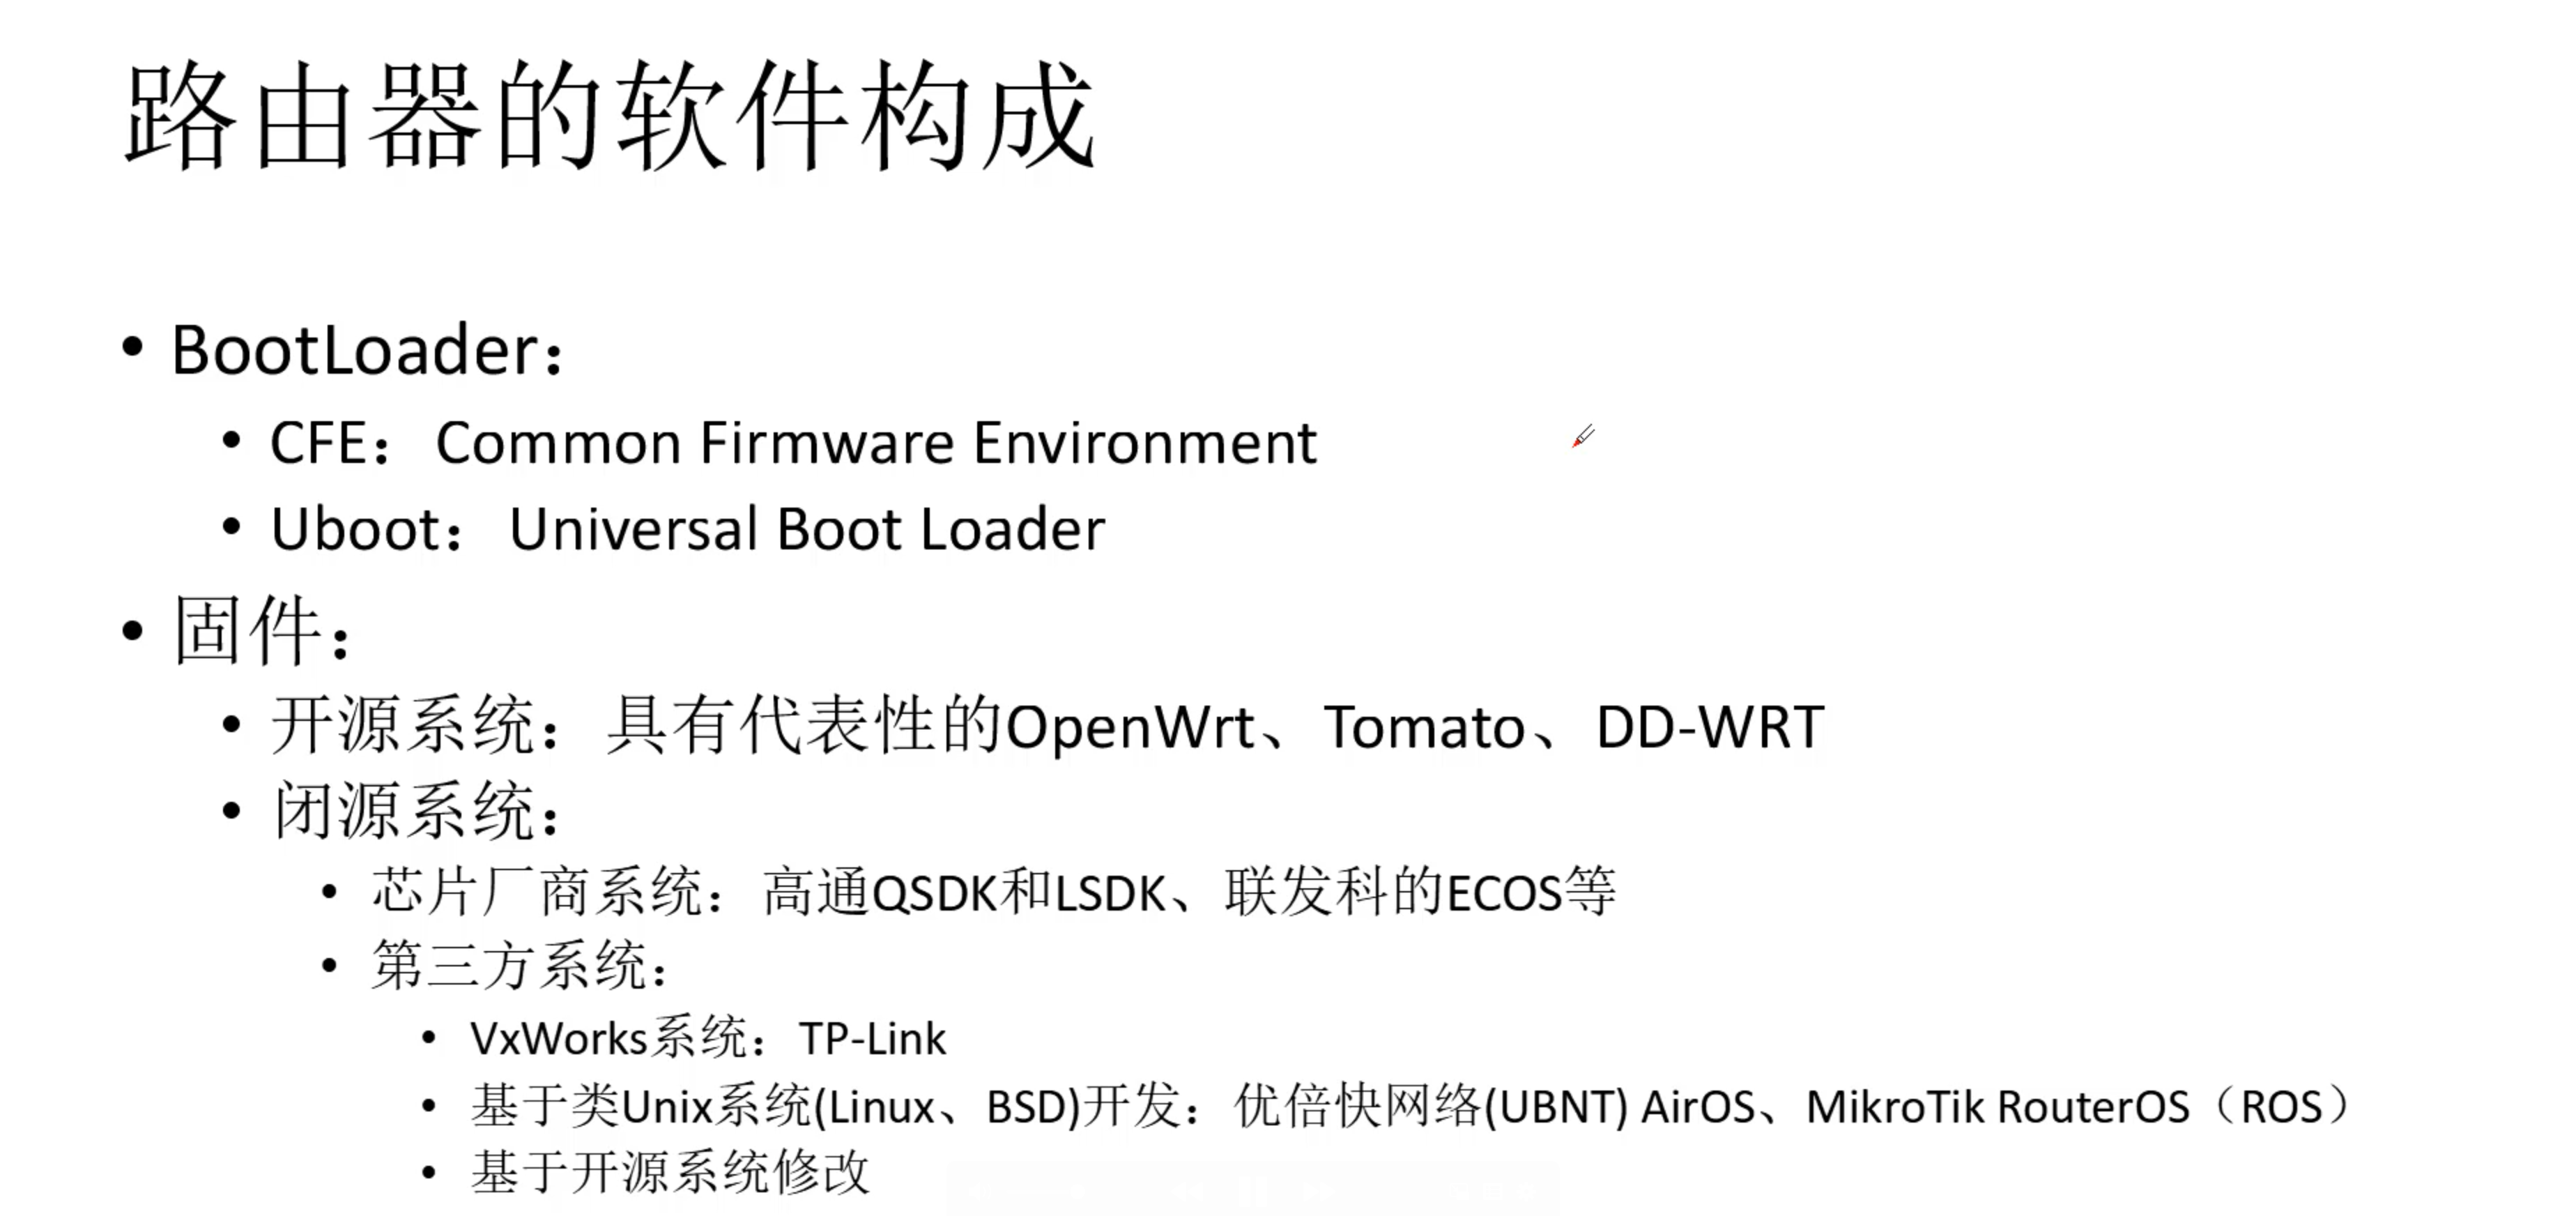 路由器的软件构成
• BootLoader：
• CFE： Common Firmware Environment
• Uboot： Universal Boot Loader
• 固件：
• 开源系统：具有代表性的OpenWrt、Tomato、DD-WRT
• 闭源系统：
• 芯片厂商系统：高通QSDK和LSDK、联发科的ECOS等
• 第三方系统：
• VxWorks系统：TP-Link
• 基于类Unix系统(Linux、BSD)开发：优倍快网络(UBNT) AirOS、MikroTik RouterOS（ROS）
• 基于开源系统修改